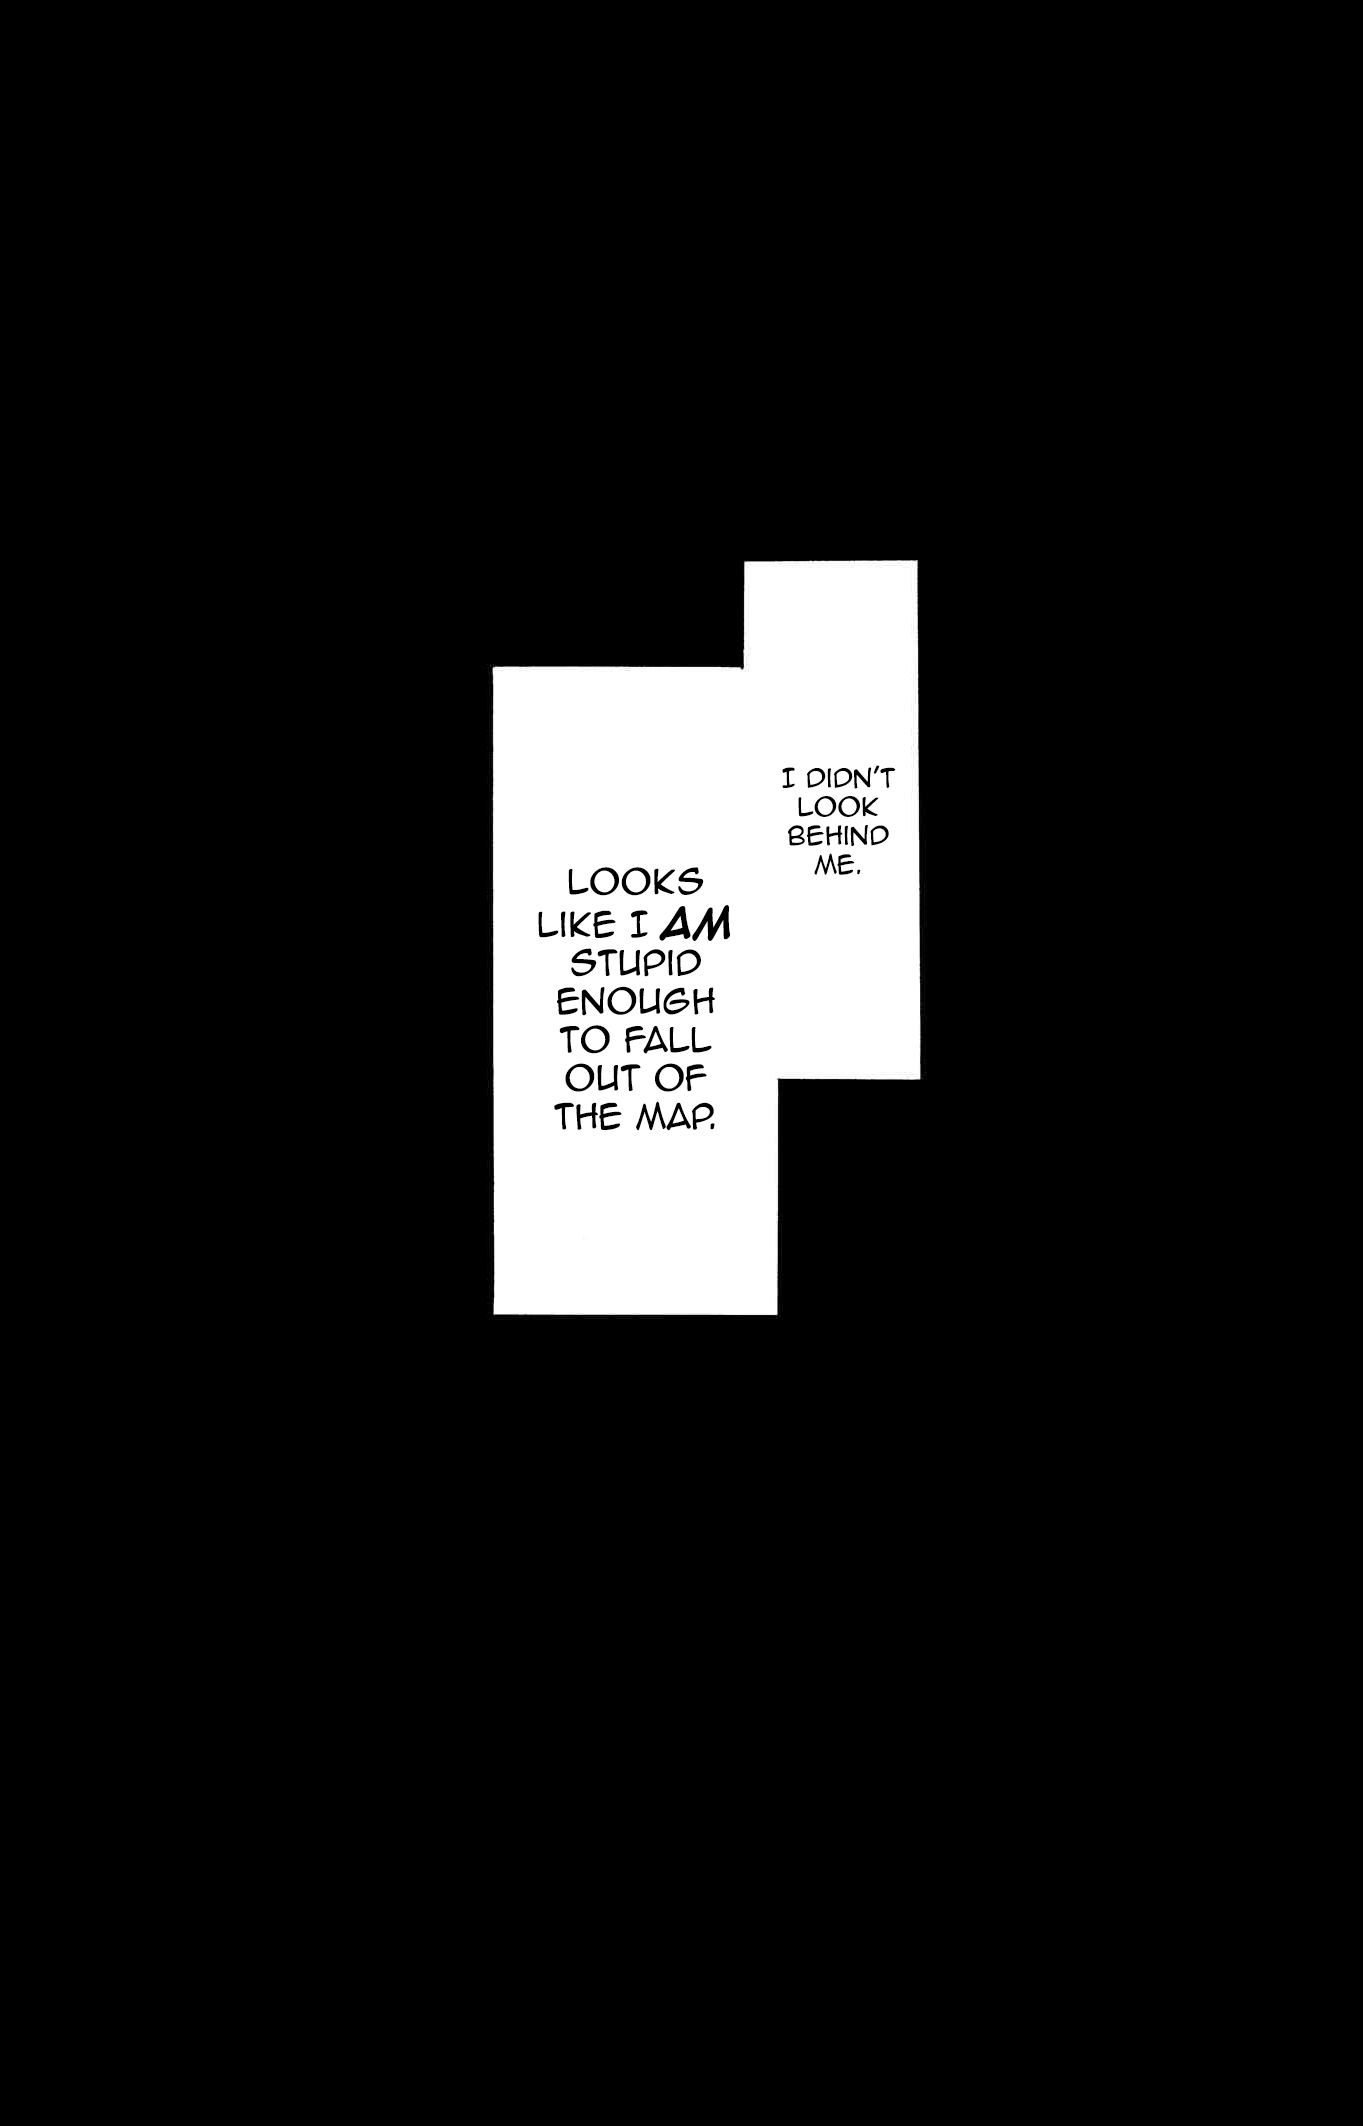 I DIDN'T
LOOK
BEHIND
ME.
LOOKS
LIKE I AM
STUPID
ENOUGH
TO FALL
OUT OF
THE MAP.